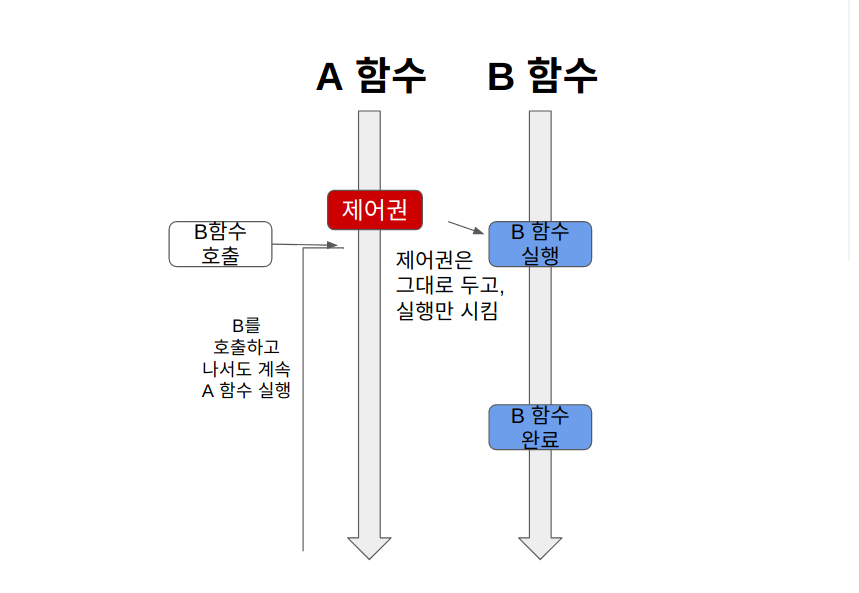 A 함수
B 함수
제어권
B함수
호출
B 함수
실행
제어권은
그대로 두고,
실행만 시킴
B를
호출하고
나서도 계속
A 함수 실행
B 함수
완료